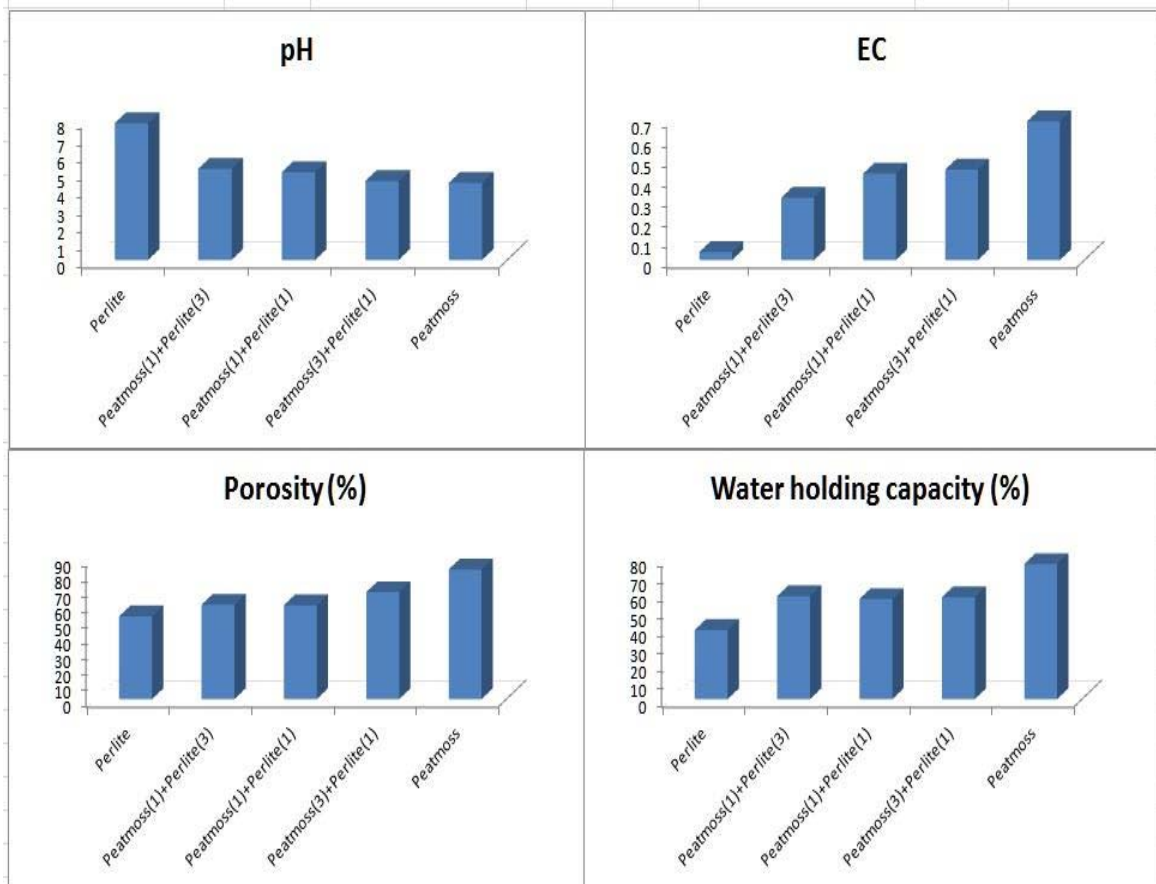 pH
8
7
6
5
4
3
2
1
0
Perlite
Peatmoss(1)+Perlite(3)
Peatmoss(1)+Perlite(1)
Peatmoss(3)+Perlite(1)
Peatmoss
EC
0.7
0.6
0.5
0.4
0.3
0.2
0.1
0
Perlite
Peatmoss(1)+Perlite(3)
Peatmoss(1)+Perlite(1)
Peatmoss(3)+Perlite(1)
Peatmoss
Porosity (%)
90
80
70
60
50
40
30
20
10
0
Perlite
Peatmoss(1)+Perlite(3)
Peatmoss(1)+Perlite(1)
Peatmoss(3)+Perlite(1)
Peatmoss
Water holding capacity (%)
80
70
60
50
40
30
20
10
0
Perlite
Peatmoss(1)+Perlite(3)
Peatmoss(1)+Perlite(1)
Peatmoss(3)+Perlite(1)
Peatmoss